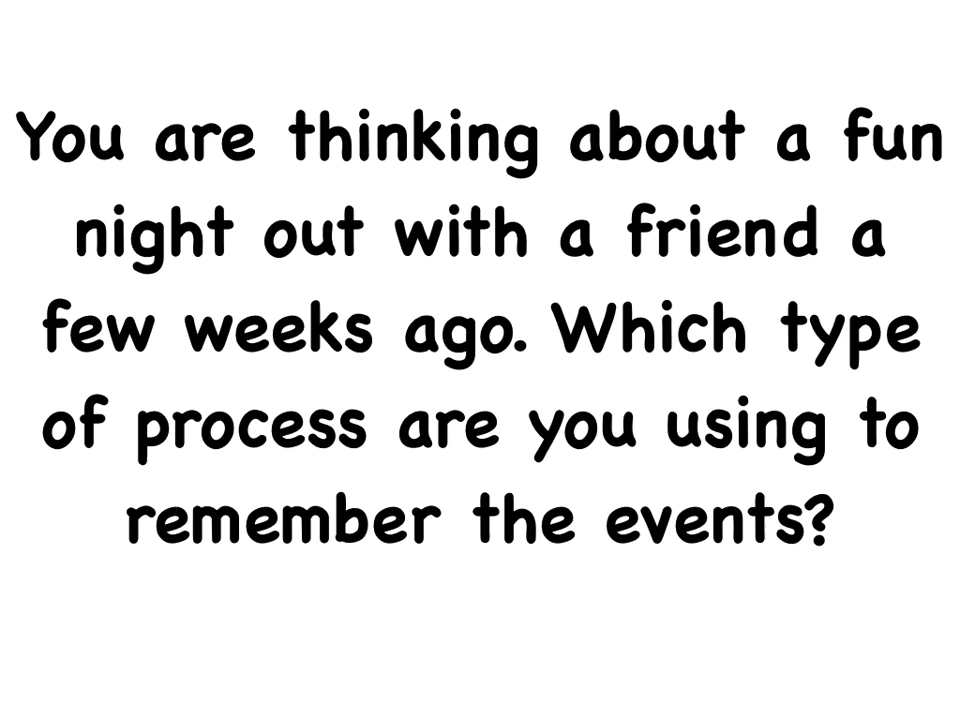 You are thinking about a fun
night out with a friend a
few weeks ago. Which type
of process are you using to
remember the events?